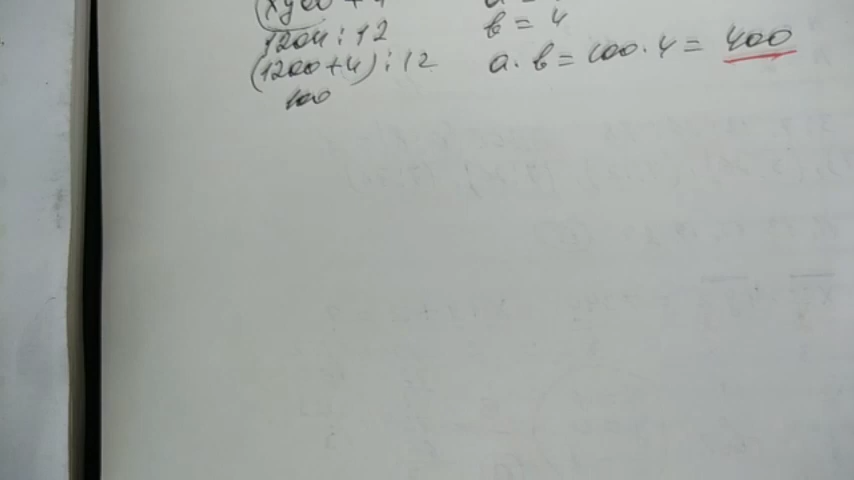 1204 : 12
b = 4
(1200 + 4) : 12
a · b = 100 · 4 = 400
100